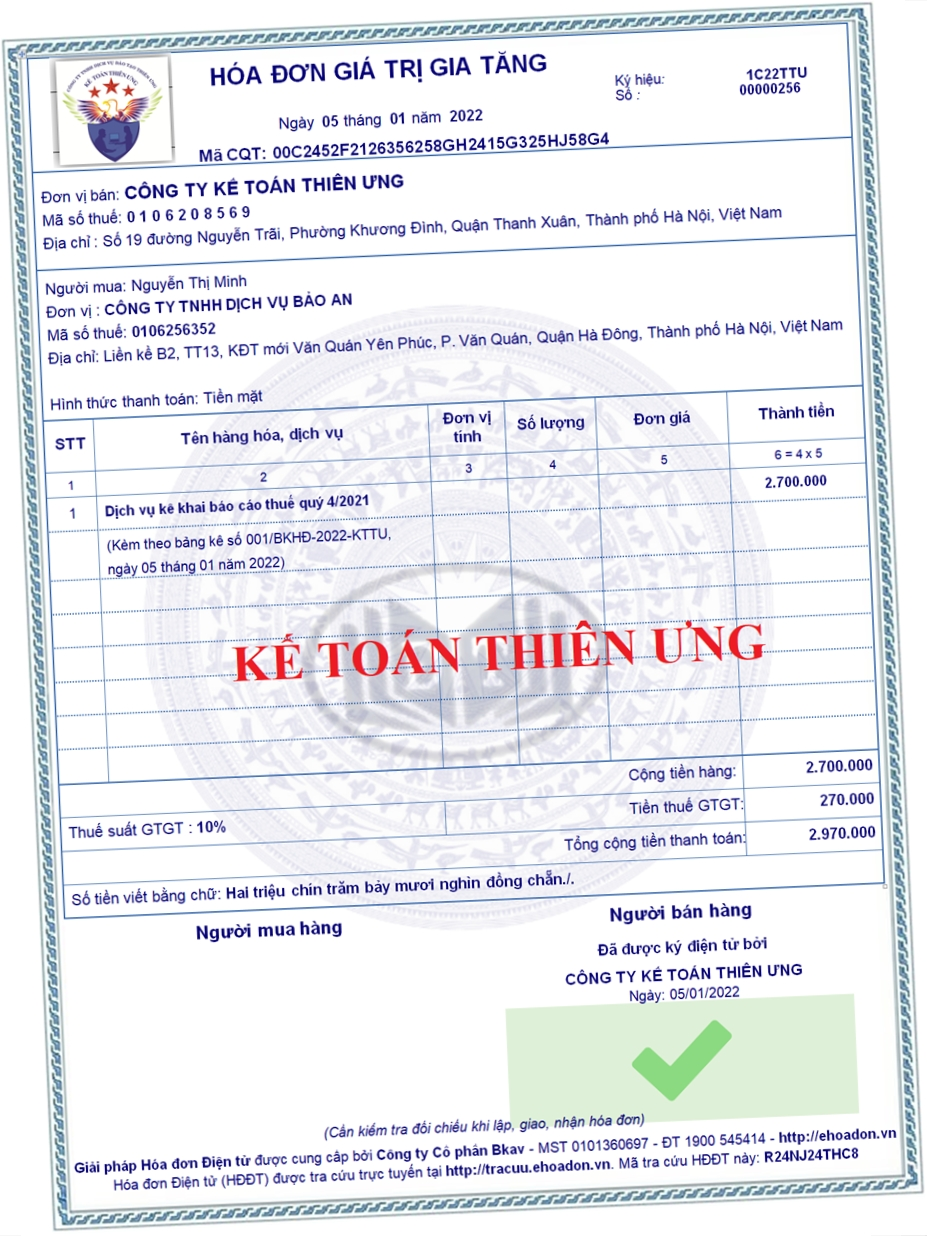 CÔNG TY TNHH DỊCH VỤ ĐÀO TẠO THIÊN ƯNG
KẾ TOÁN THIÊN ƯNG
HÓA ĐƠN GIÁ TRỊ GIA TĂNG
Ký hiệu: 1C22TTU
Số : 00000256
Ngày 05 tháng 01 năm 2022
Mã CQT: 00C2452F2126356258GH2415G325HJ58G4
Đơn vị bán: CÔNG TY KẾ TOÁN THIÊN ƯNG
Mã số thuế: 0 1 0 6 2 0 8 5 6 9
Địa chỉ : Số 19 đường Nguyễn Trãi, Phường Khương Đình, Quận Thanh Xuân, Thành phố Hà Nội, Việt Nam
Người mua: Nguyễn Thị Minh
Đơn vị : CÔNG TY TNHH DỊCH VỤ BẢO AN
Mã số thuế: 0106256352
Địa chỉ: Liền kề B2, TT13, KĐT mới Văn Quán Yên Phúc, P. Văn Quán, Quận Hà Đông, Thành phố Hà Nội, Việt Nam
Hình thức thanh toán: Tiền mặt
STT Tên hàng hóa, dịch vụ Đơn vị tính Số lượng Đơn giá Thành tiền
1 2 3 4 5 6 = 4 x 5
1 Dịch vụ kê khai báo cáo thuế quý 4/2021 2.700.000
(Kèm theo bảng kê số 001/BKHĐ-2022-KTTU,
ngày 05 tháng 01 năm 2022)
KẾ TOÁN THIÊN ƯNG
Cộng tiền hàng: 2.700.000
Thuế suất GTGT : 10% Tiền thuế GTGT: 270.000
Tổng cộng tiền thanh toán: 2.970.000
Số tiền viết bằng chữ: Hai triệu chín trăm bảy mươi nghìn đồng chẵn./.
Người mua hàng Người bán hàng
Đã được ký điện tử bởi
CÔNG TY KẾ TOÁN THIÊN ƯNG
Ngày: 05/01/2022
(Cần kiểm tra đối chiếu khi lập, giao, nhận hóa đơn)
Giải pháp Hóa đơn Điện tử được cung cấp bởi Công ty Cổ phần Bkav - MST 0101360697 - ĐT 1900 545414 - http://ehoadon.vn
Hóa đơn Điện tử (HĐĐT) được tra cứu trực tuyến tại http://tracuu.ehoadon.vn. Mã tra cứu HĐĐT này: R24NJ24THC8